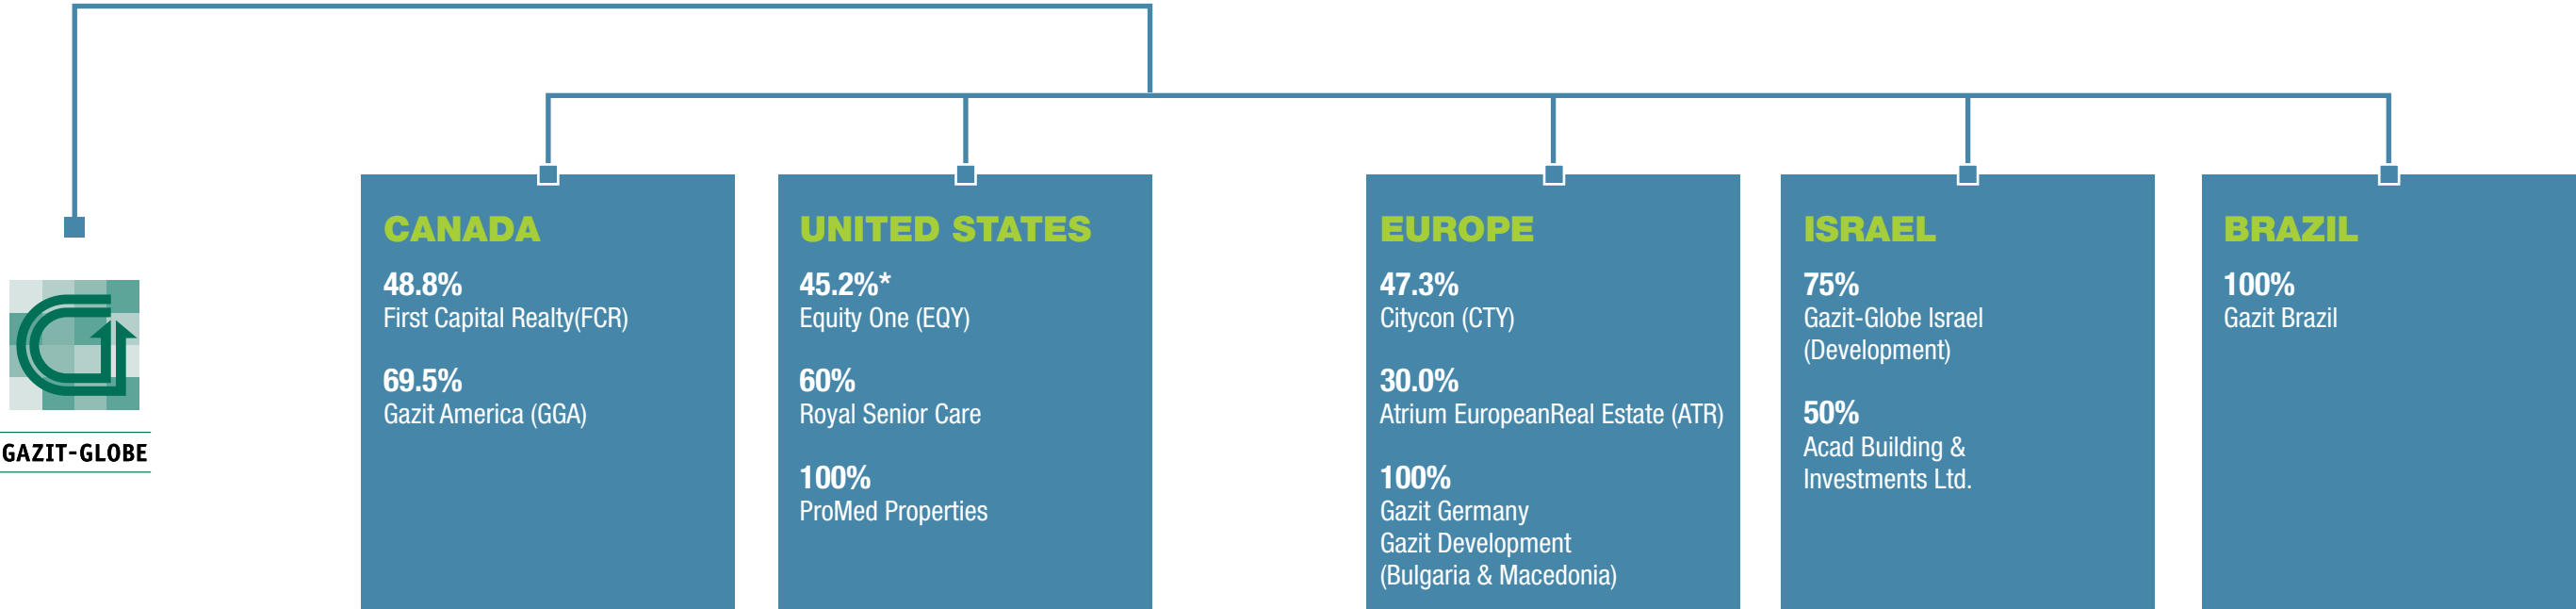 GAZIT-GLOBE
CANADA
48.8%
First Capital Realty(FCR)
69.5%
Gazit America (GGA)
UNITED STATES
45.2%*
Equity One (EQY)
60%
Royal Senior Care
100%
ProMed Properties
EUROPE
47.3%
Citycon (CTY)
30.0%
Atrium EuropeanReal Estate (ATR)
100%
Gazit Germany
Gazit Development
(Bulgaria & Macedonia)
ISRAEL
75%
Gazit-Globe Israel
(Development)
50%
Acad Building &
Investments Ltd.
BRAZIL
100%
Gazit Brazil